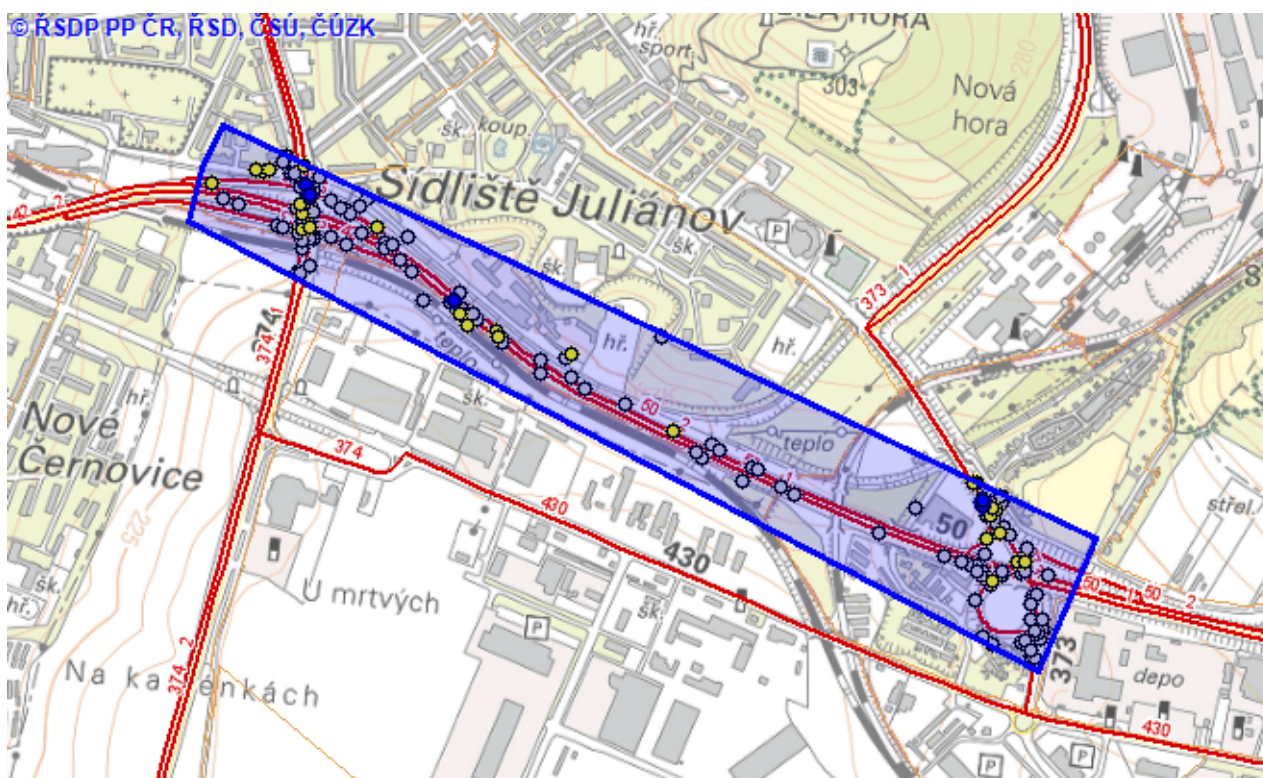 © ŘSDP PP ČR, ŘSD, ČSÚ, ČÚZK
BÍLÁ HORA
hř.
sport.
303
280
Nová
hora
šk.
koup.
Sídliště Juliánov
42
2
šk.
P
373
1
374
1
374
šk.
hř.
hř.
teplo
hř.
Nové
Černovice
šk.
50
2
teplo
1
374
225
430
50
střel.
430
50
50
2
šk.
hř.
U mrtvých
šk.
P
373
374
2
Na kaménkách
depo
430
P
P